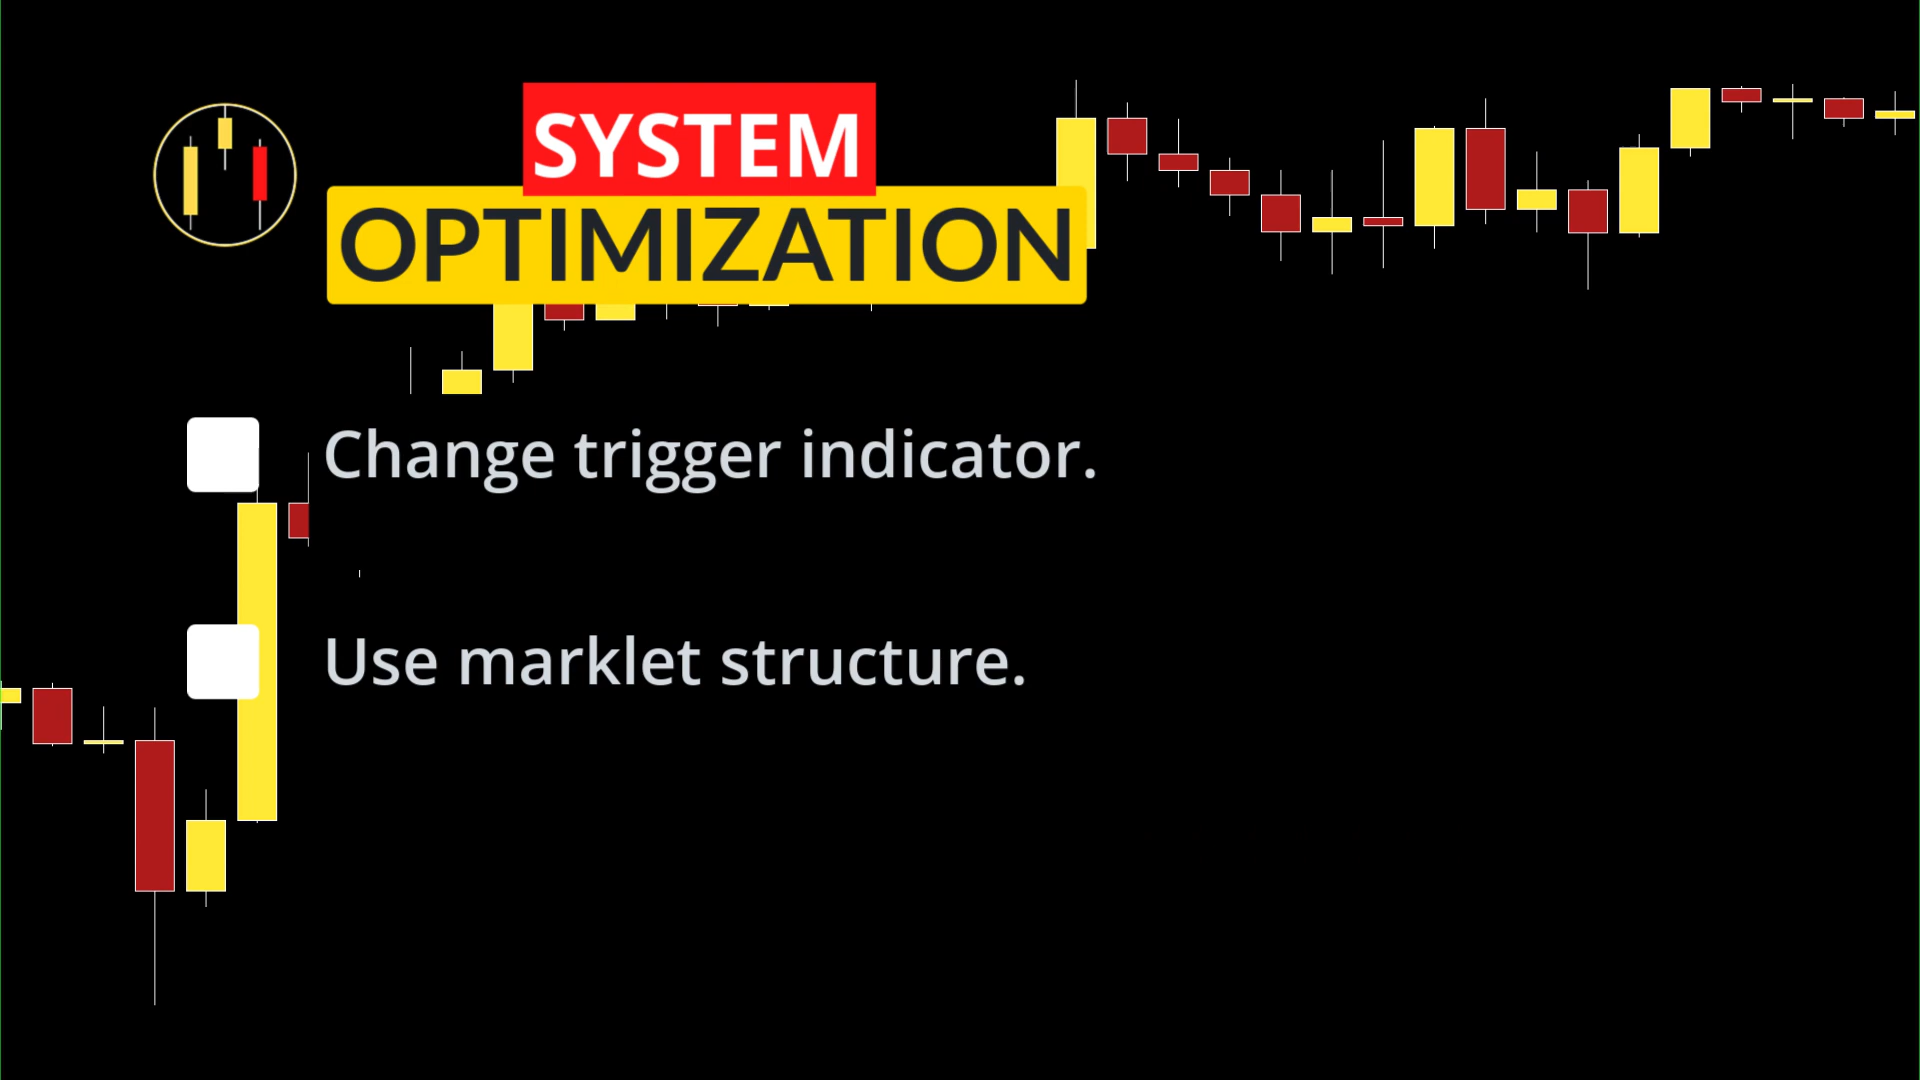 SYSTEM
OPTIMIZATION
Change trigger indicator.
Use marklet structure.